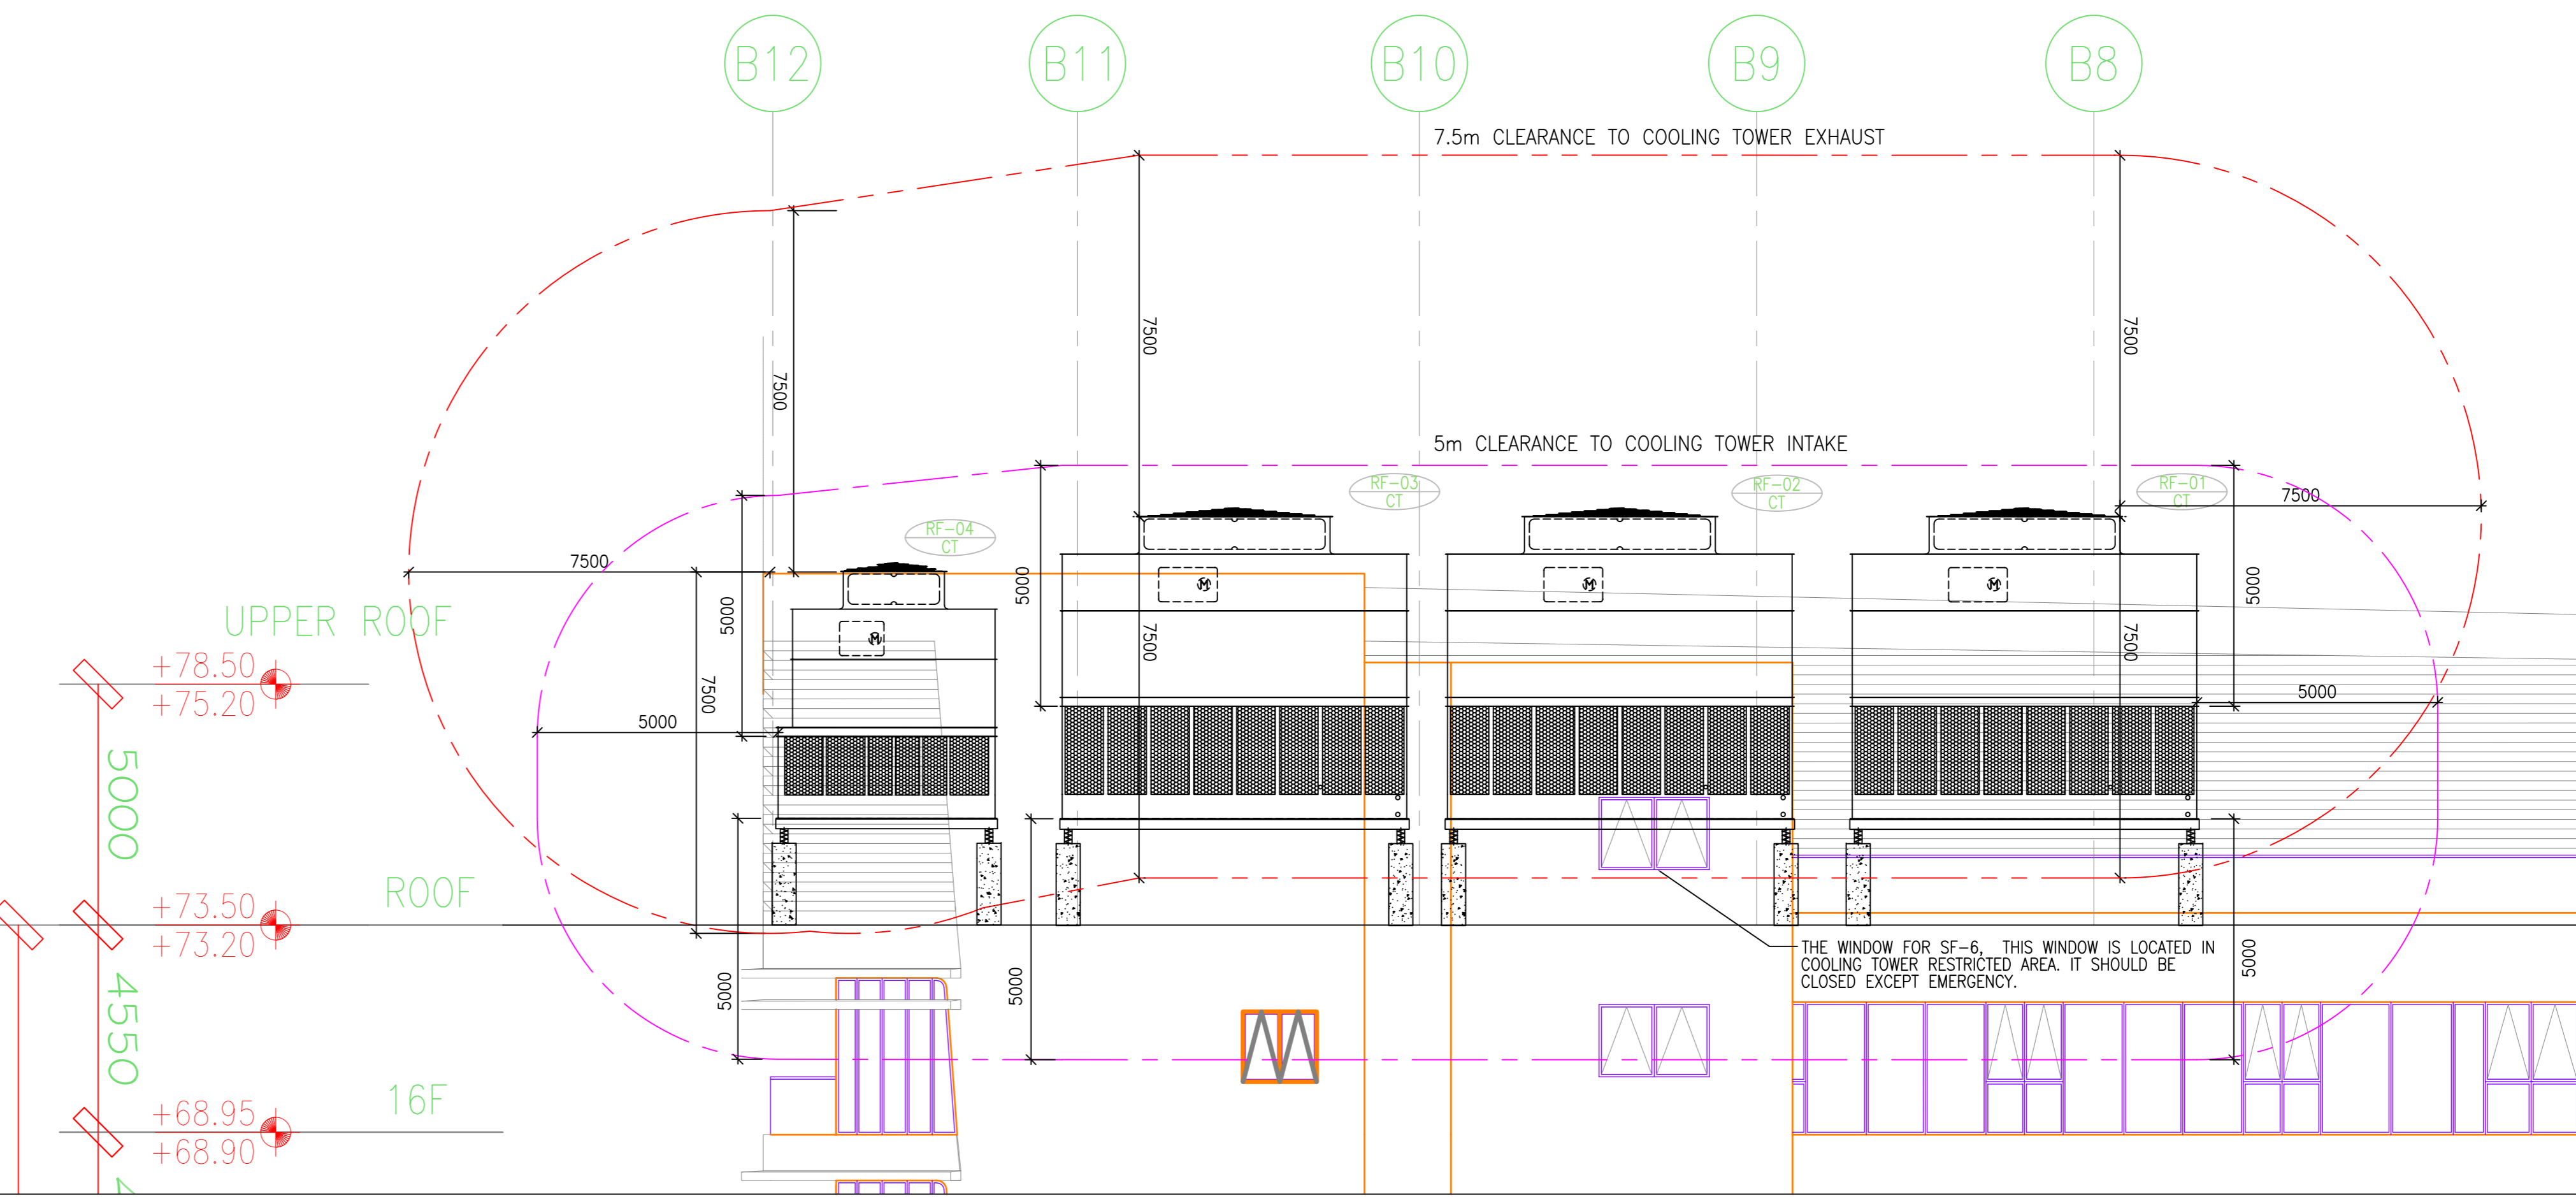 B12
B11
B10
B9
B8
7.5m CLEARANCE TO COOLING TOWER EXHAUST
7500
7500
7500
5m CLEARANCE TO COOLING TOWER INTAKE
RF-04
CT
RF-03
CT
RF-02
CT
RF-01
CT
7500
7500
5000
5000
5000
7500
7500
7500
5000
5000
UPPER ROOF
+78.50
+75.20
5000
ROOF
+73.50
+73.20
4550
5000
5000
5000
THE WINDOW FOR SF-6, THIS WINDOW IS LOCATED IN
COOLING TOWER RESTRICTED AREA. IT SHOULD BE
CLOSED EXCEPT EMERGENCY.
16F
+68.95
+68.90
M
M
M
M